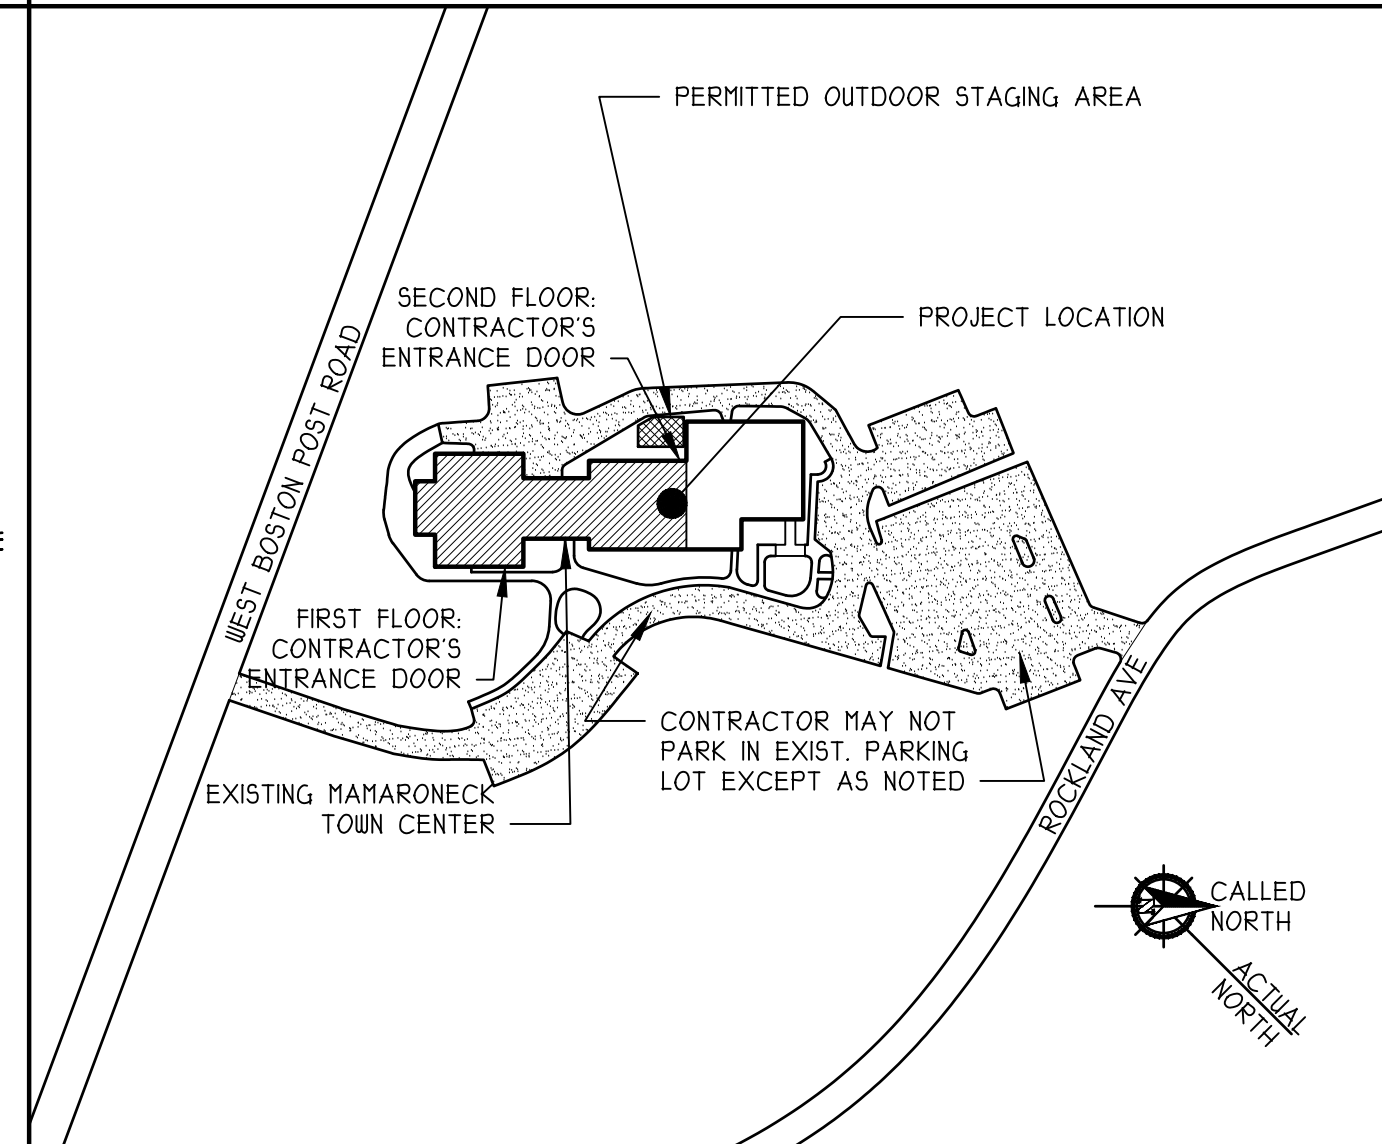 PERMITTED OUTDOOR STAGING AREA
SECOND FLOOR:
CONTRACTOR'S
ENTRANCE DOOR
PROJECT LOCATION
WEST BOSTON POST ROAD
FIRST FLOOR:
CONTRACTOR'S
ENTRANCE DOOR
CONTRACTOR MAY NOT
PARK IN EXIST. PARKING
LOT EXCEPT AS NOTED
EXISTING MAMARONECK
TOWN CENTER
ROCKLAND AVE
CALLED
NORTH
ACTUAL
NORTH